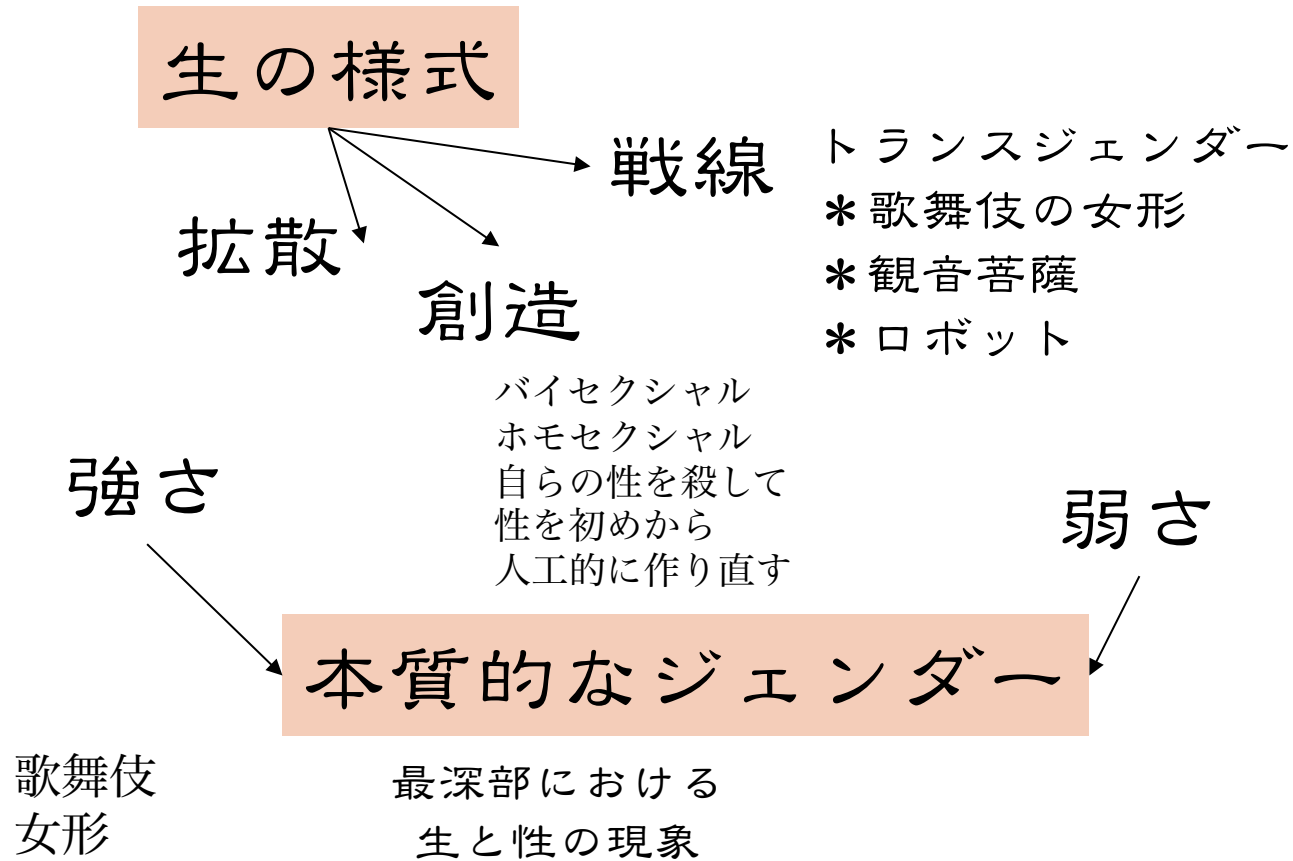 生の様式
戦線
トランスジェンダー
＊歌舞伎の女形
＊観音菩薩
＊ロボット
拡散
創造
バイセクシャル
ホモセクシャル
自らの性を殺して
性を初めから
人工的に作り直す
強さ
弱さ
本質的なジェンダー
歌舞伎
女形
最深部における
生と性の現象